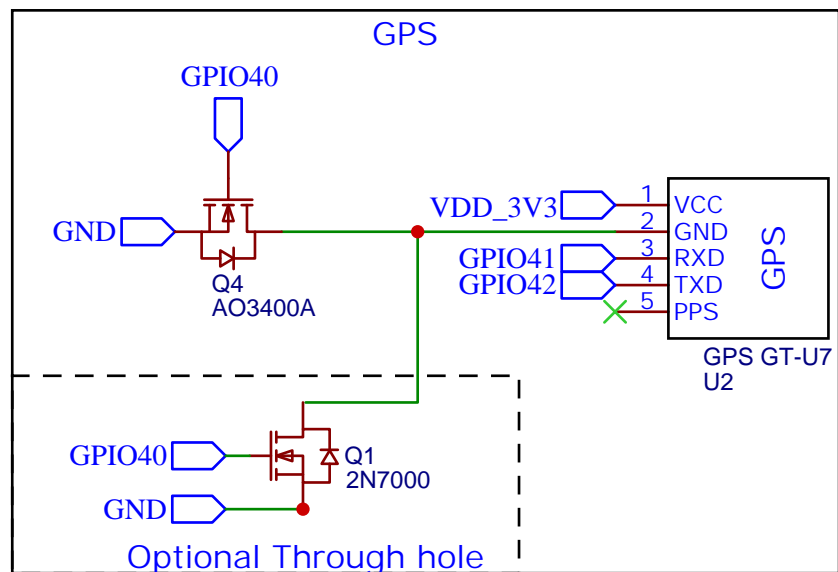 GPS
GPIO40
GND
Q4
AO3400A
VDD_3V3
GPIO41
GPIO42
1
2
3
4
5
VCC
GND
RXD
TXD
PPS
GPS
GPS GT-U7
U2
GPIO40
GND
Q1
2N7000
Optional Through hole